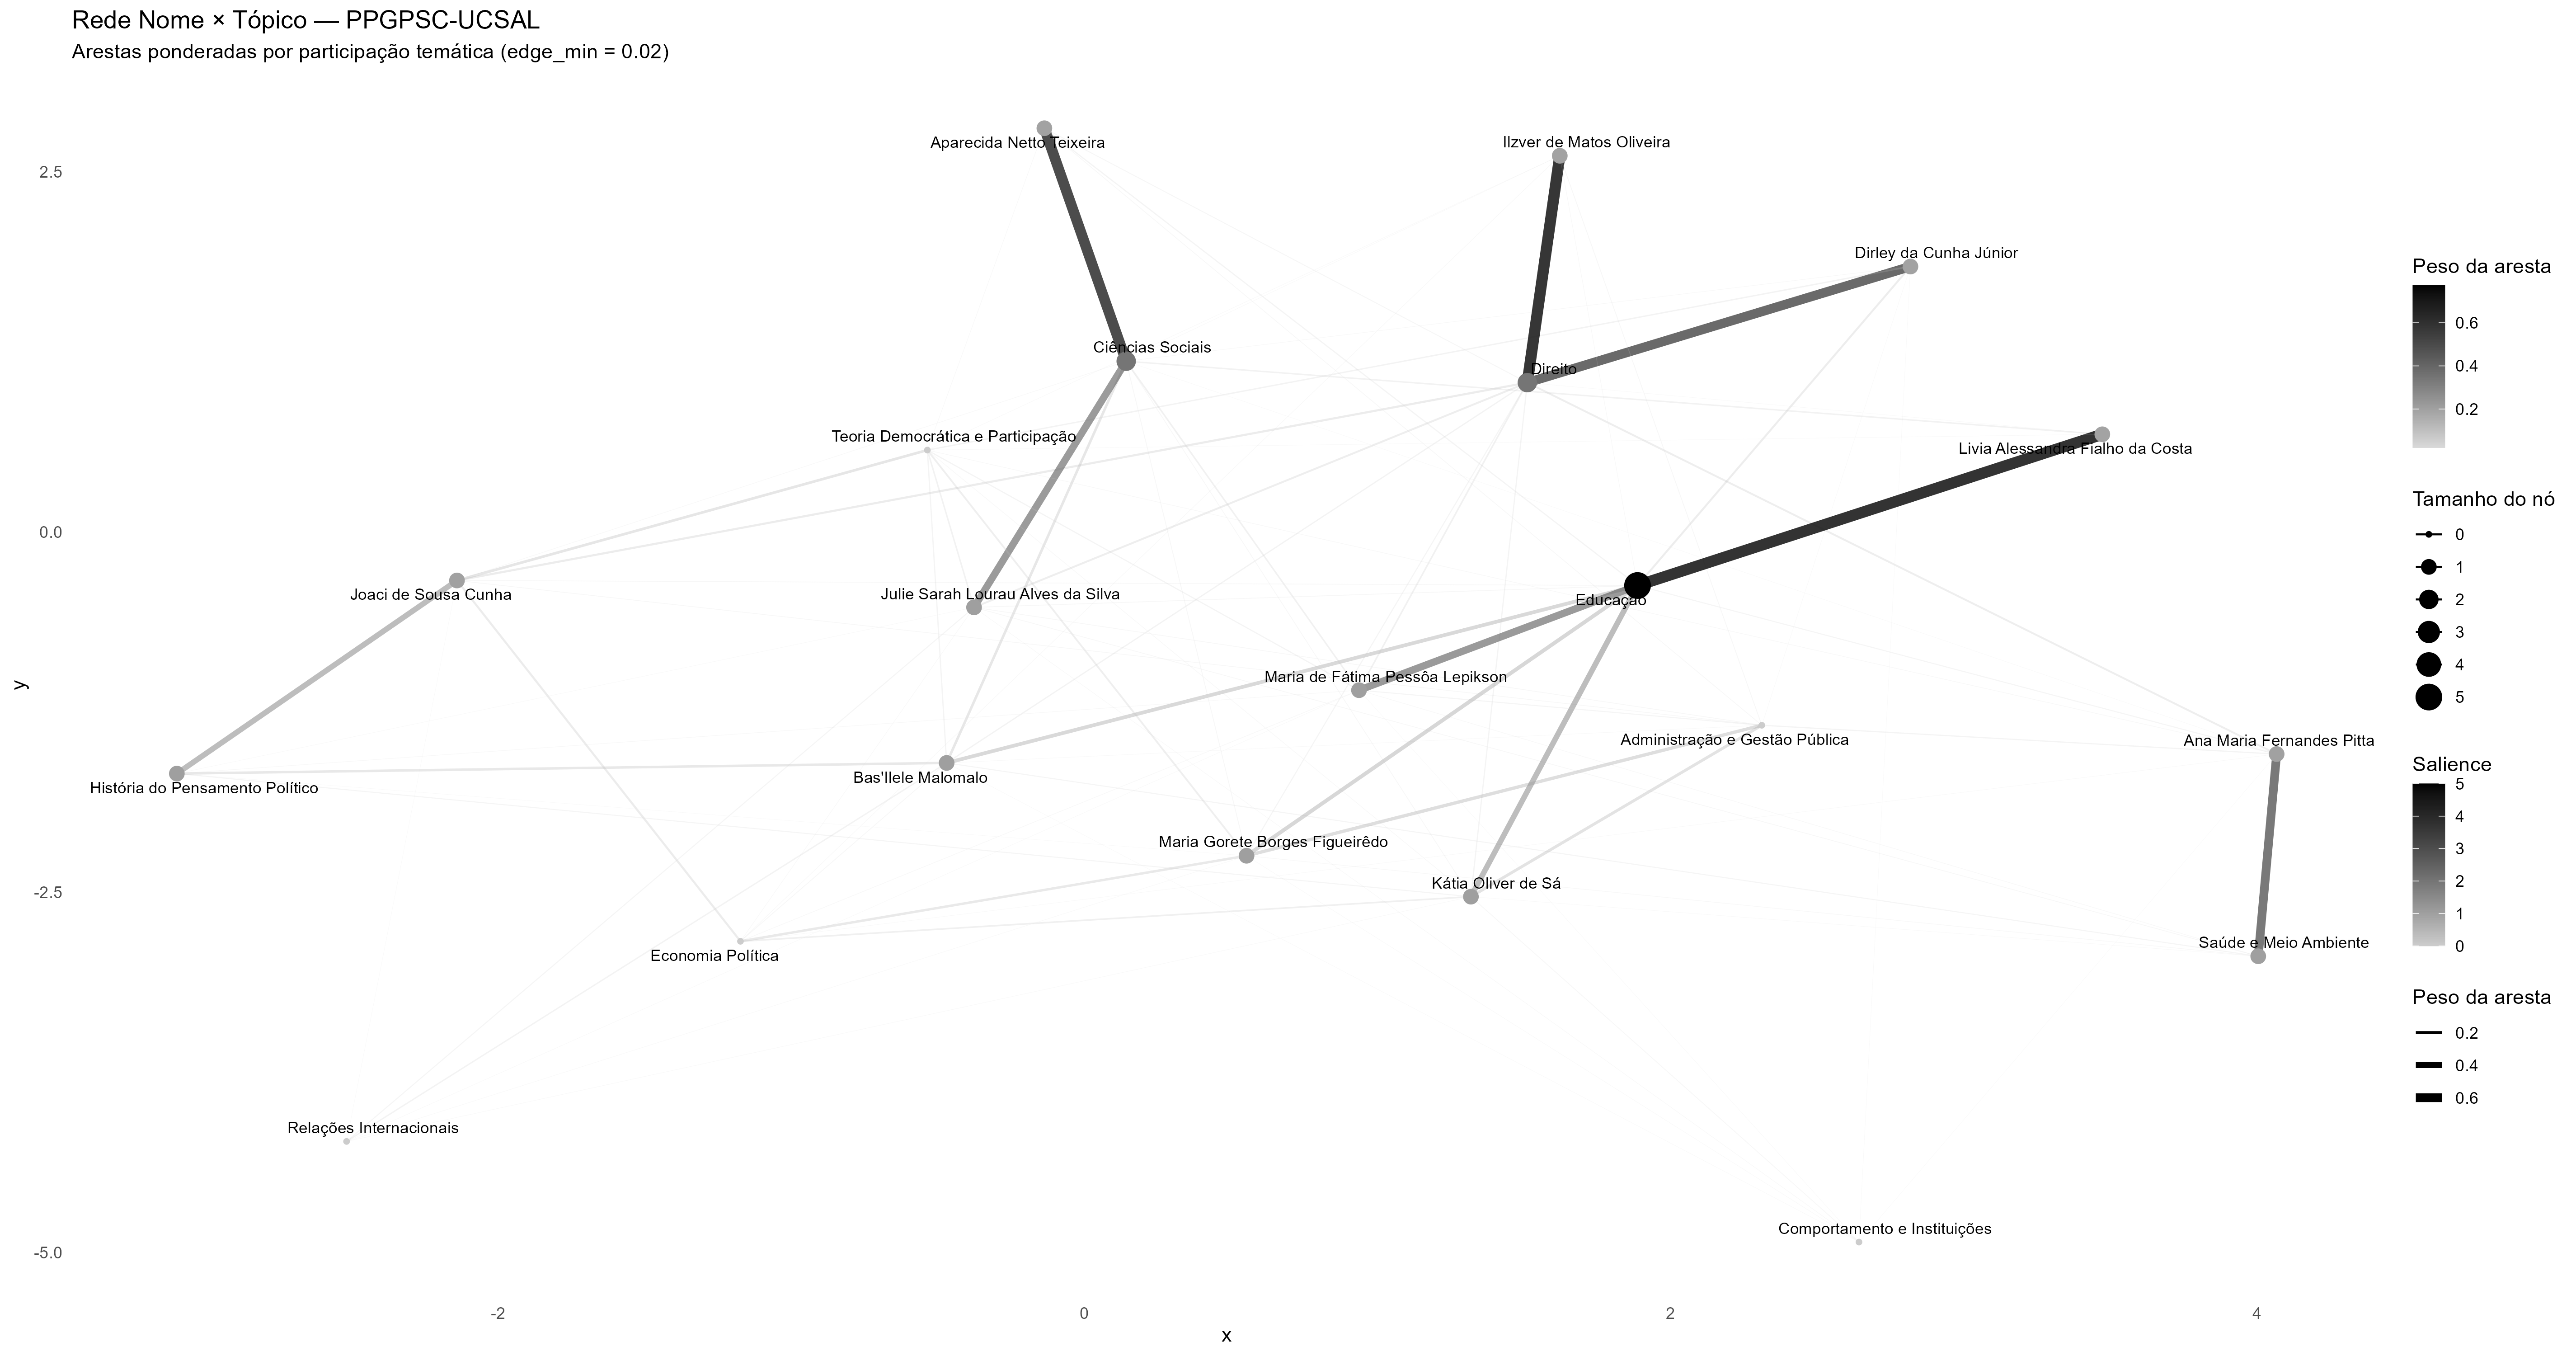 Rede Nome × Tópico — PPGPSC-UCSAL
Arestas ponderadas por participação temática (edge_min = 0.02)
Aparecida Netto Teixeira
Ilzver de Matos Oliveira
Dirley da Cunha Júnior
Ciências Sociais
Direito
Teoria Democrática e Participação
Livia Alessandra Fialho da Costa
Joaci de Sousa Cunha
Julie Sarah Lourau Alves da Silva
Educação
Maria de Fátima Pessôa Lepikson
Administração e Gestão Pública
Ana Maria Fernandes Pitta
História do Pensamento Político
Bas'Ilele Malomalo
Maria Gorete Borges Figueirêdo
Kátia Oliver de Sá
Economia Política
Saúde e Meio Ambiente
Relações Internacionais
Comportamento e Instituições
2.5
0.0
-2.5
-5.0
y
-2
0
2
4
x
Peso da aresta
0.6
0.4
0.2
Tamanho do nó
0
1
2
3
4
5
Salience
5
4
3
2
1
0
Peso da aresta
0.2
0.4
0.6